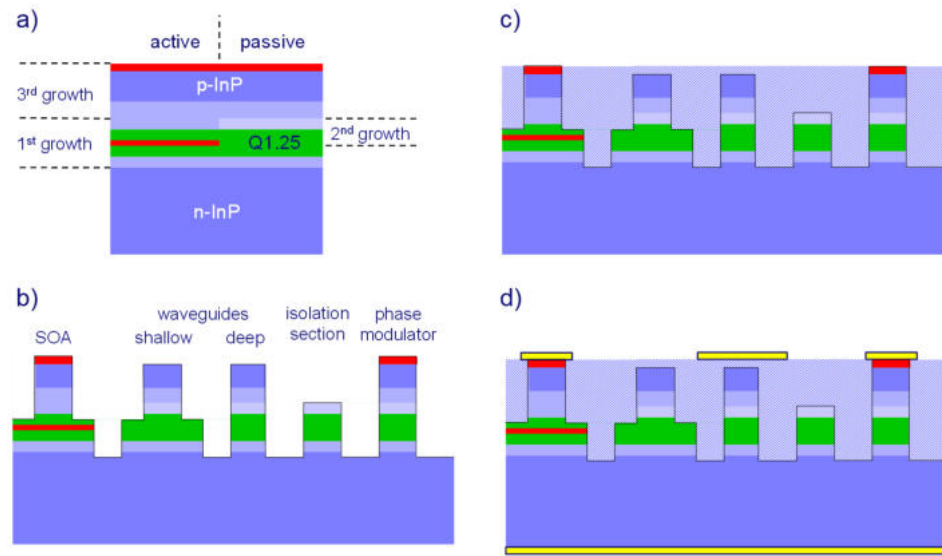 a)
active passive
p-InP
3rd growth
1st growth
2nd growth
Q1.25
n-InP
b)
waveguides isolation phase
SOA shallow deep section modulator
c)
d)